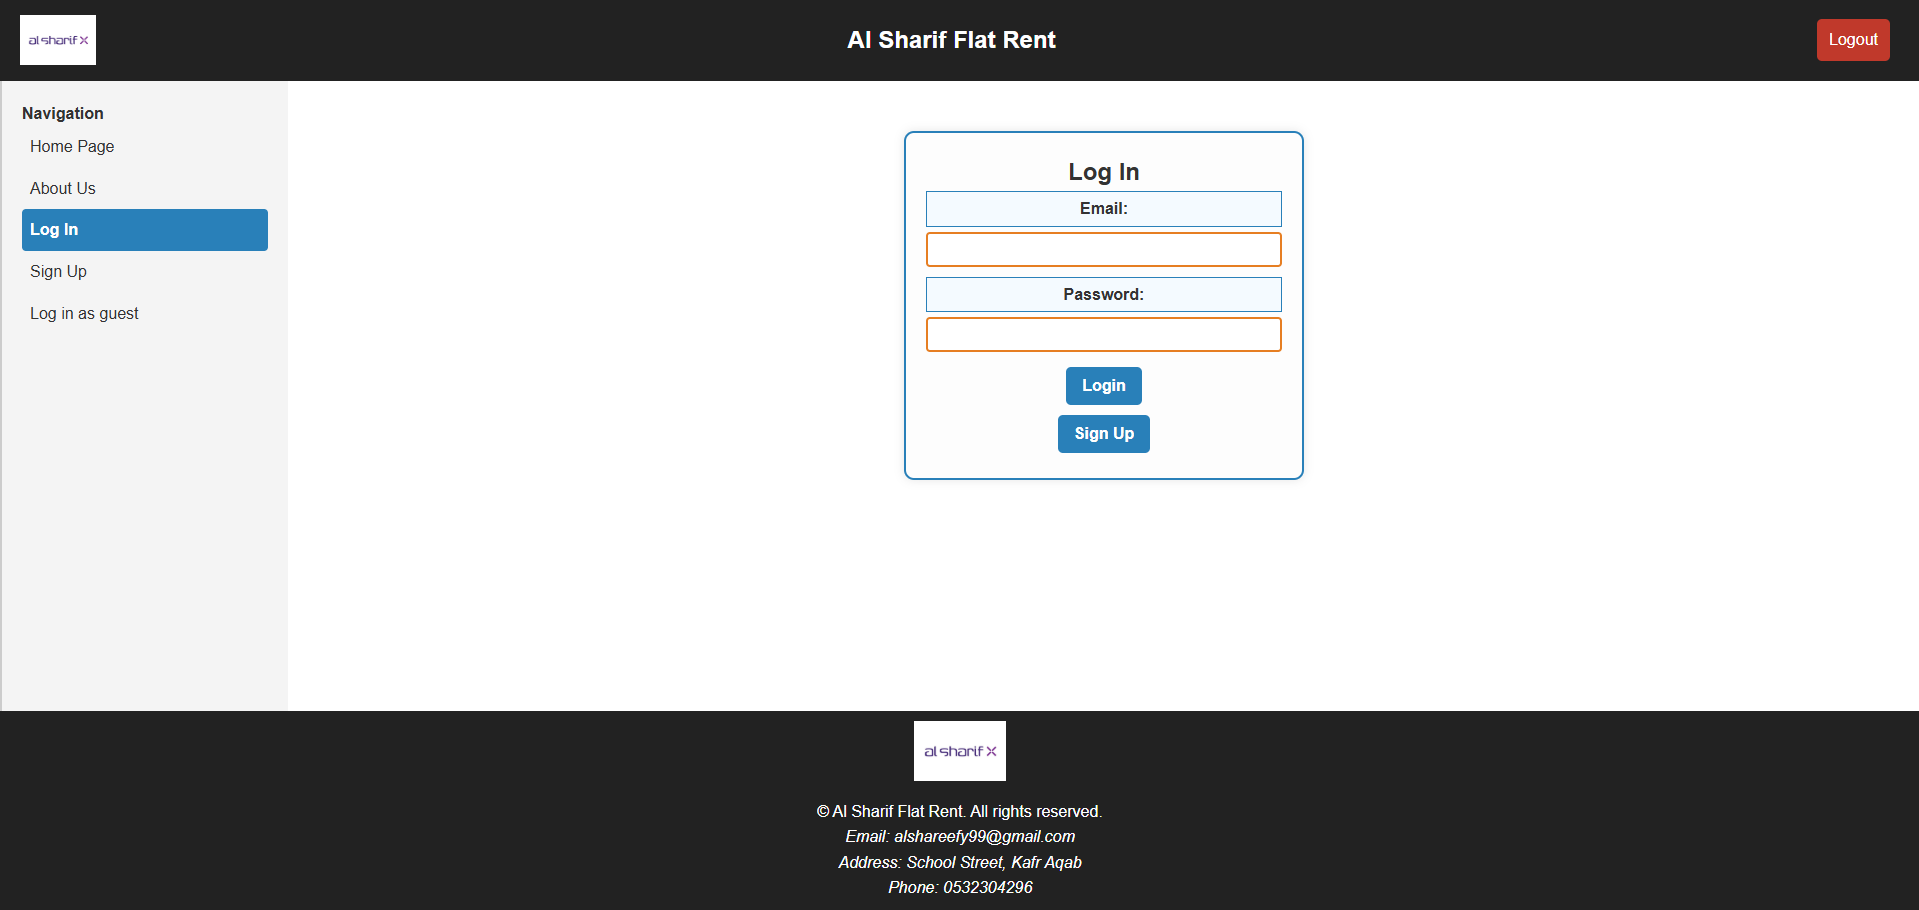 al sharif X
Al Sharif Flat Rent
Logout
Navigation
Home Page
About Us
Log In
Sign Up
Log in as guest
Log In
Email:
Password:
Login
Sign Up
al sharif X
© Al Sharif Flat Rent. All rights reserved.
Email: alshareefy99@gmail.com
Address: School Street, Kafr Aqab
Phone: 0532304296